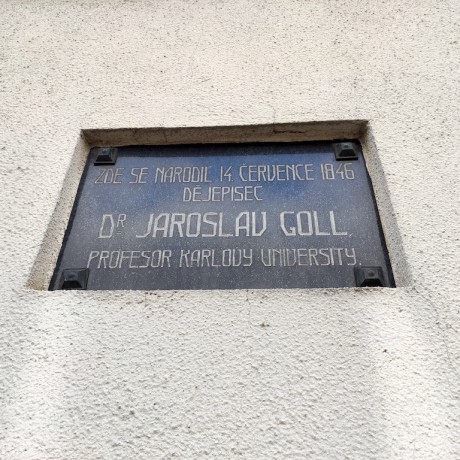 ZDE SE NARODIL 14 ČERVENCE 1846
DĚJEPISEC
DR. JAROSLAV GOLL,
PROFESOR KARLOVY UNIVERSITY.